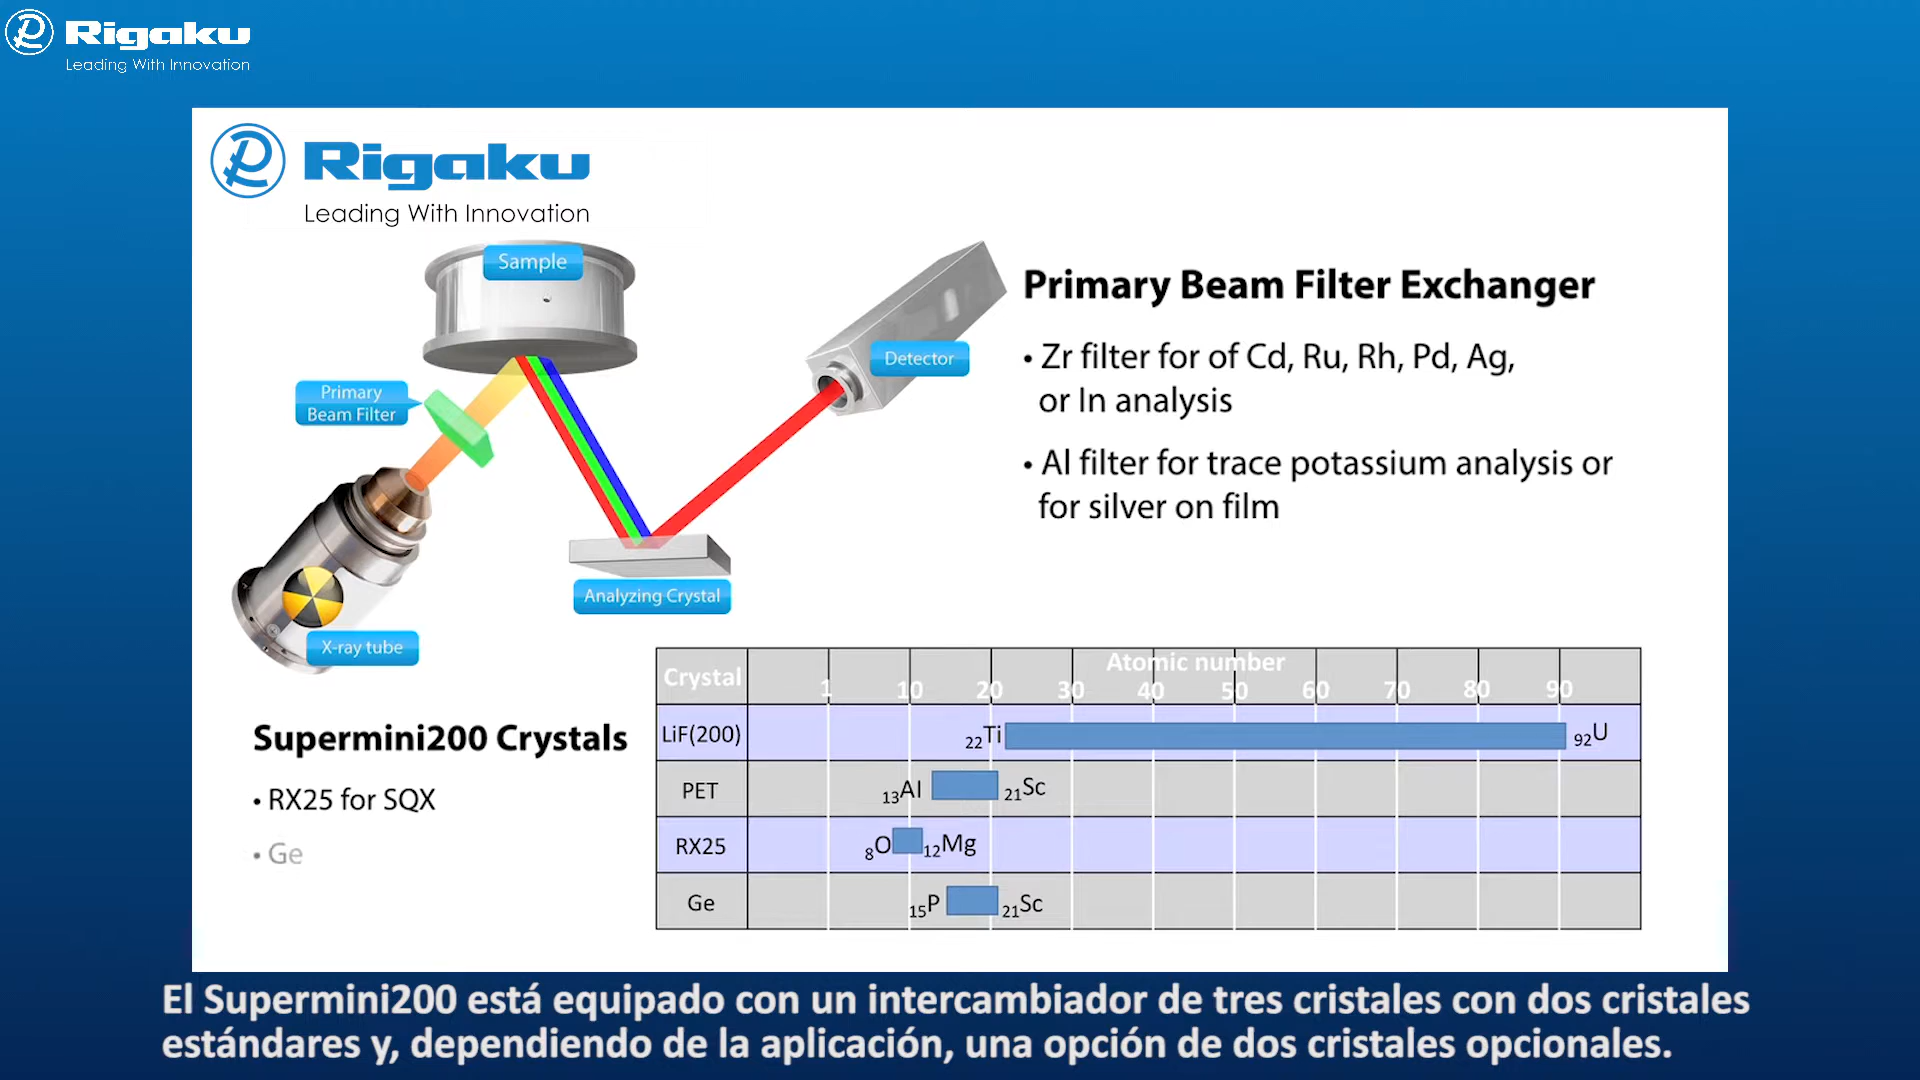 Rigaku
Leading With Innovation
Rigaku
Leading With Innovation
Sample
Detector
Primary
Beam Filter
X-ray tube
Analyzing Crystal
Primary Beam Filter Exchanger
• Zr filter for of Cd, Ru, Rh, Pd, Ag,
or In analysis
• Al filter for trace potassium analysis or
for silver on film
Supermini200 Crystals
• RX25 for SQX
• Ge
Crystal
Atomic number
1 10 20 30 40 50 60 70 80 90
LiF(200) 22Ti 92U
PET 13Al 21Sc
RX25 8O 12Mg
Ge 15P 21Sc
El Supermini200 está equipado con un intercambiador de tres cristales con dos cristales
estándares y, dependiendo de la aplicación, una opción de dos cristales opcionales.